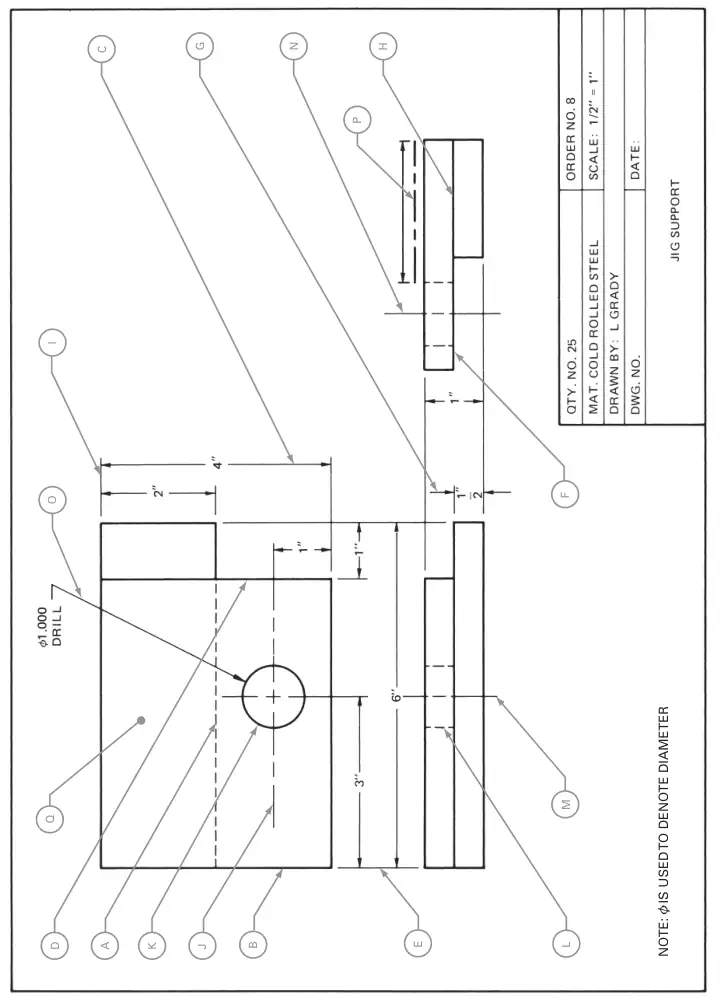 Q
O
I
D
φ1.000
DRILL
A
C
K
2"
J
G
4"
B
N
1"
P
1"
3"
H
6"
E
1"
1"
2
L
M
F
QTY. NO. 25
ORDER NO. 8
MAT. COLD ROLLED STEEL
SCALE: 1/2" = 1"
DRAWN BY: L GRADY
DWG. NO.
DATE:
JIG SUPPORT
NOTE: φ IS USED TO DENOTE DIAMETER